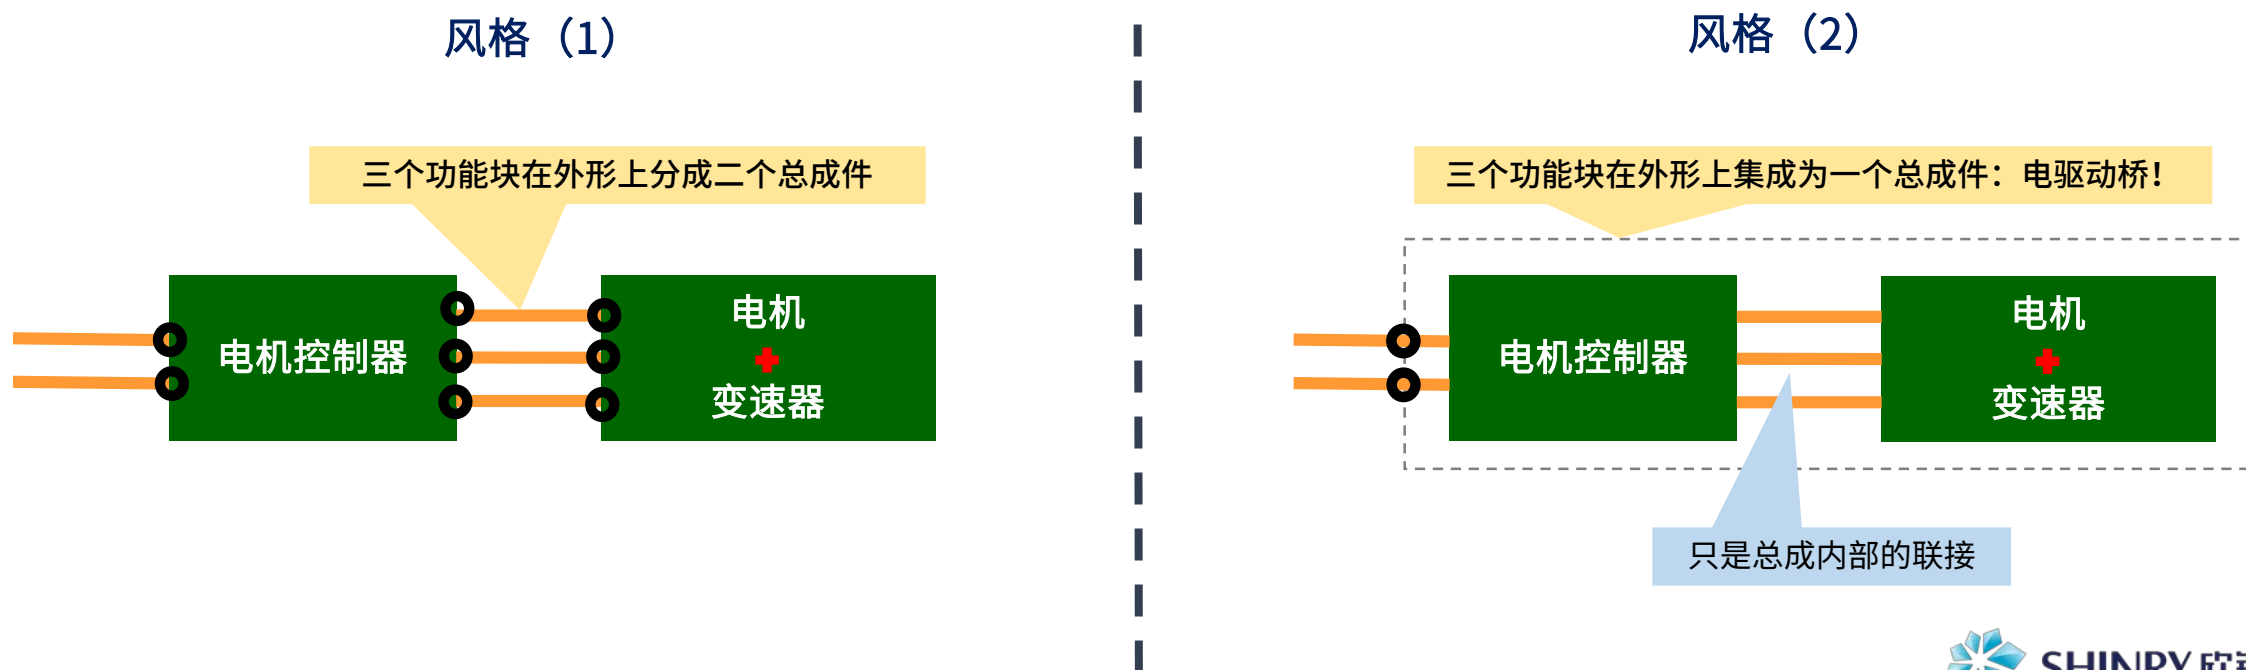 风格（1）
三个功能块在外形上分成二个总成件
电机控制器
电机
变速器
风格（2）
三个功能块在外形上集成为一个总成件：电驱动桥！
电机控制器
电机
变速器
只是总成内部的联接
SHINRY 欣